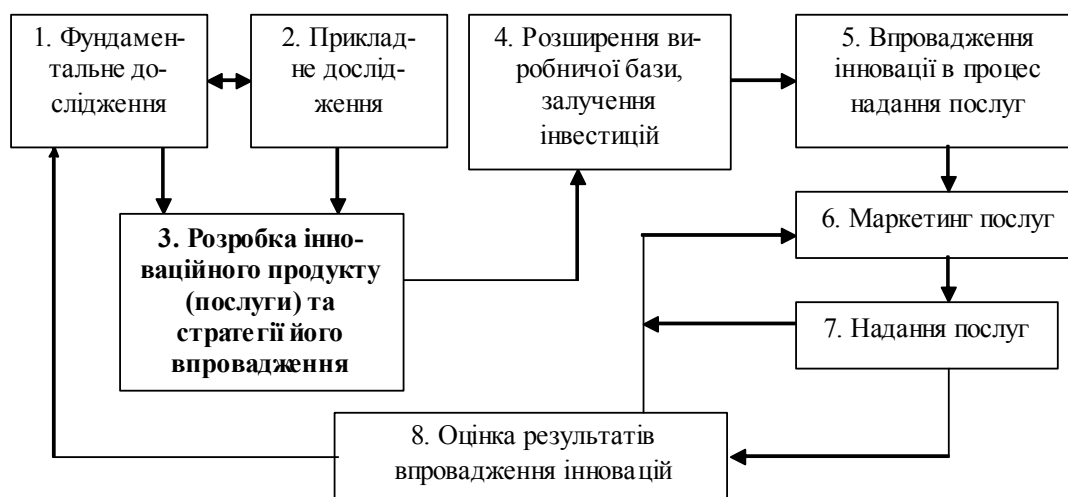 1. Фундамен-
тальне до-
слідження
2. Приклад-
не дослід-
ження
3. Розробка інно-
ваційного продукту
(послуги) та
стратегії його
впровадження
4. Розширення ви-
робничої бази,
залучення
інвестицій
5. Впровадження
інновації в процес
надання послуг
6. Маркетинг послуг
7. Надання послуг
8. Оцінка результатів
впровадження інновацій